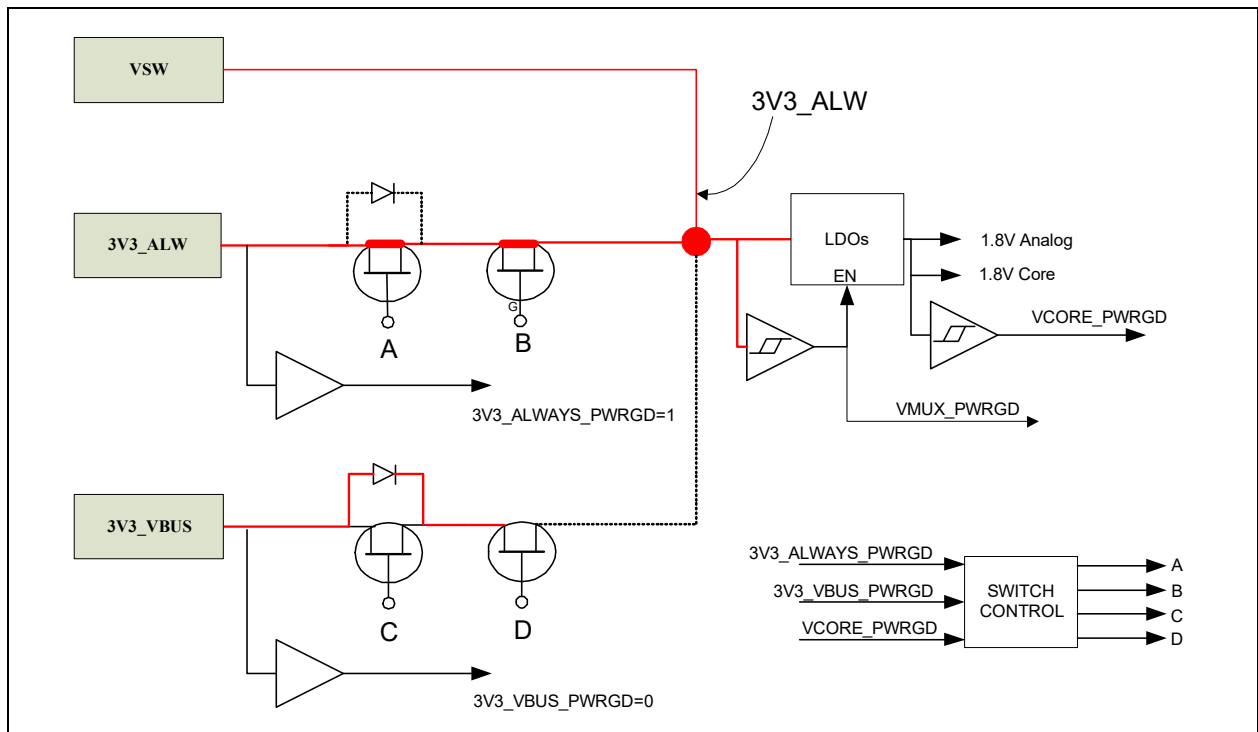 VSW
3V3_ALW
3V3_ALW
LDOs
EN
1.8V Analog
1.8V Core
VCORE_PWRGD
A
G
B
3V3_ALWAYS_PWRGD=1
VMUX_PWRGD
3V3_VBUS
C
D
3V3_VBUS_PWRGD=0
3V3_ALWAYS_PWRGD
3V3_VBUS_PWRGD
VCORE_PWRGD
SWITCH
CONTROL
A
B
C
D